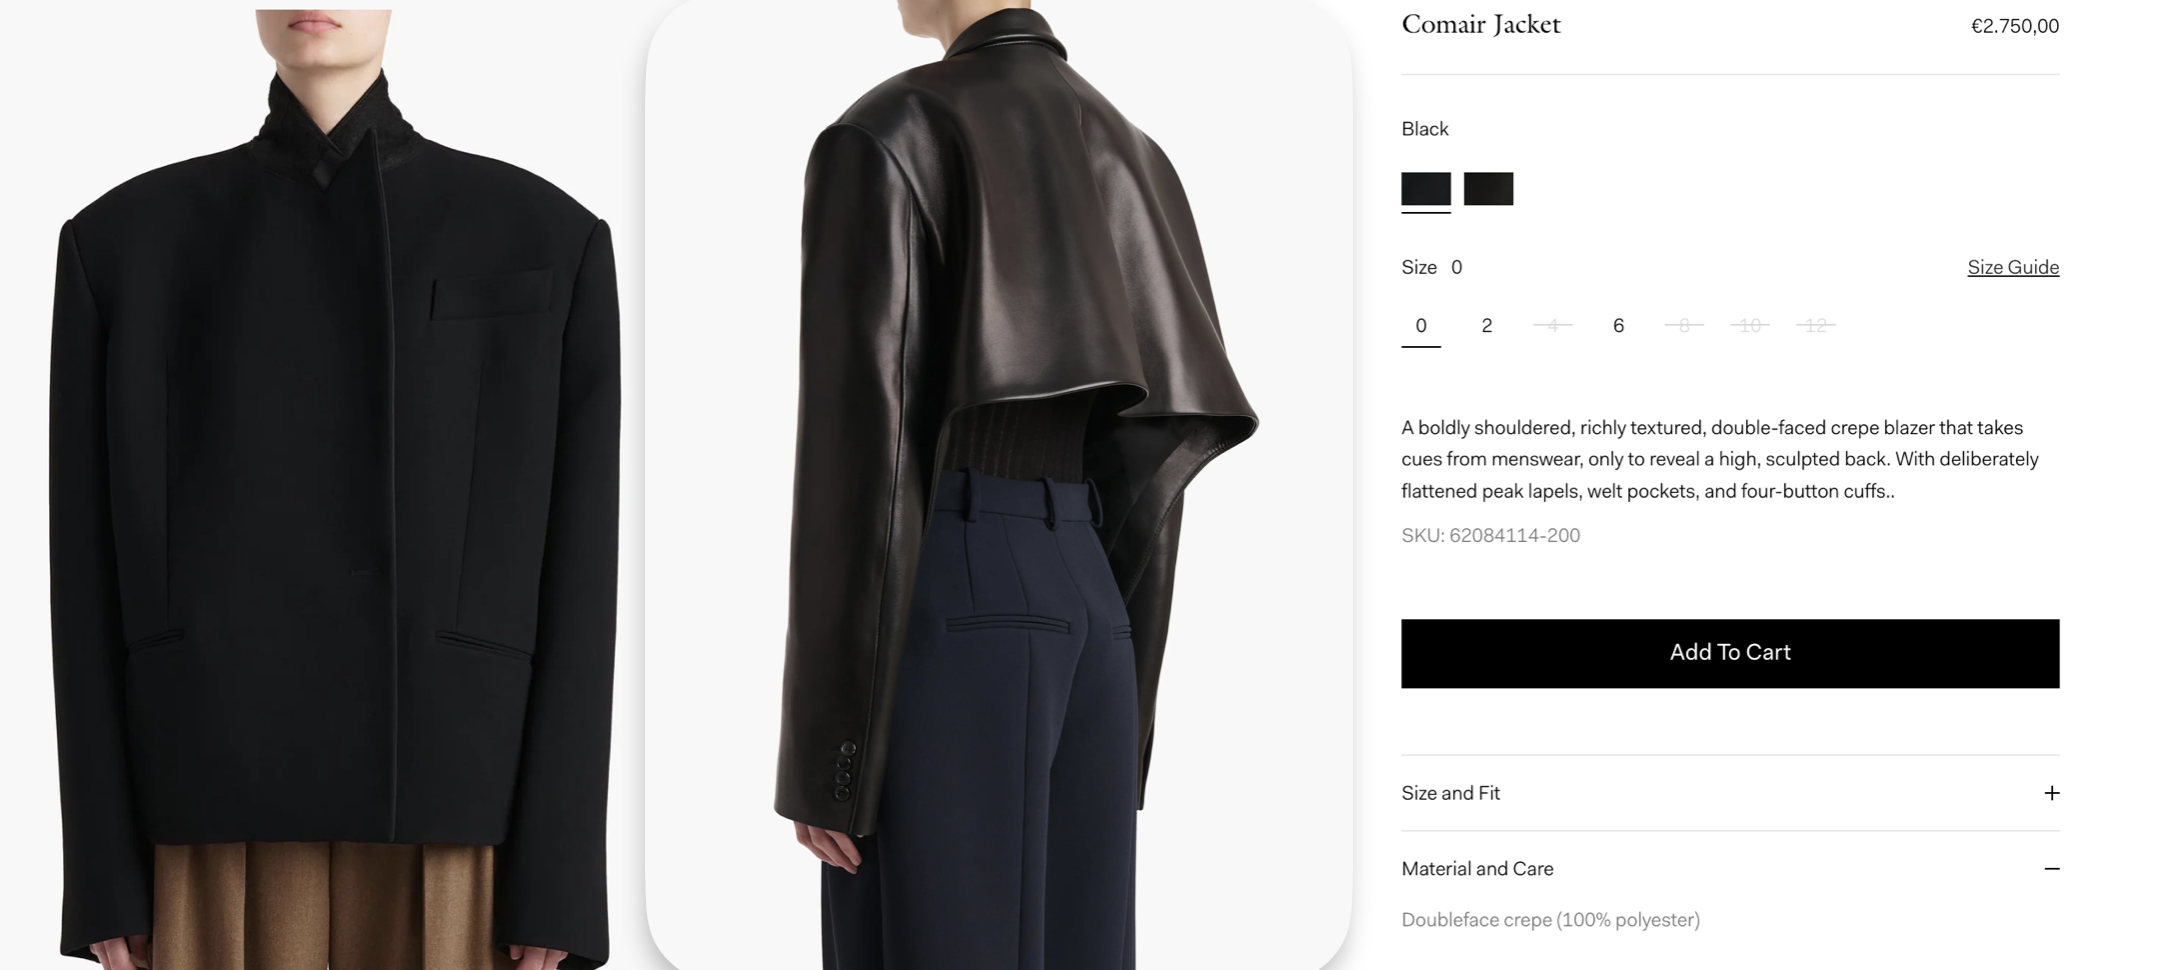 Comair Jacket
€2.750,00
Black
Size 0
Size Guide
0 2 4 6 8 10 12
A boldly shouldered, richly textured, double-faced crepe blazer that takes
cues from menswear, only to reveal a high, sculpted back. With deliberately
flattened peak lapels, welt pockets, and four-button cuffs..
SKU: 62084114-200
Add To Cart
Size and Fit
Material and Care
Doubleface crepe (100% polyester)